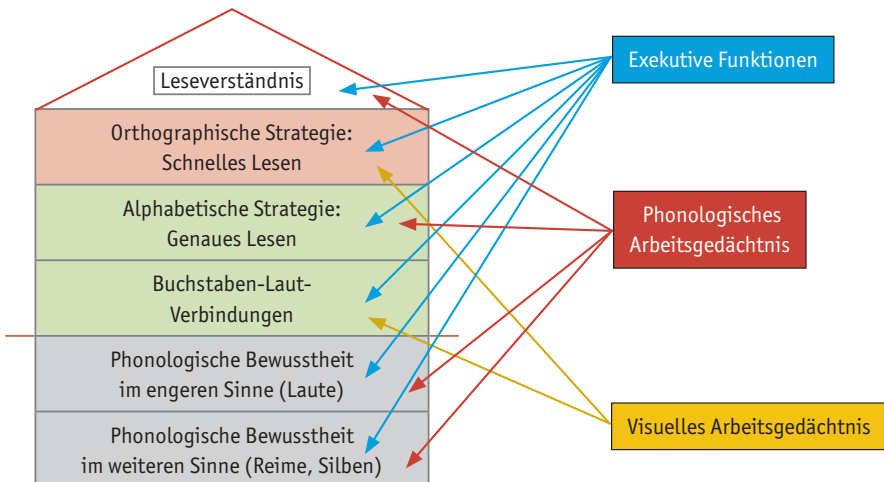 Leseverständnis
Orthographische Strategie:
Schnelles Lesen
Alphabetische Strategie:
Genaues Lesen
Buchstaben-Laut-
Verbindungen
Phonologische Bewusstheit
im engeren Sinne (Laute)
Phonologische Bewusstheit
im weiteren Sinne (Reime, Silben)
Exekutive Funktionen
Phonologisches
Arbeitsgedächtnis
Visuelles Arbeitsgedächtnis